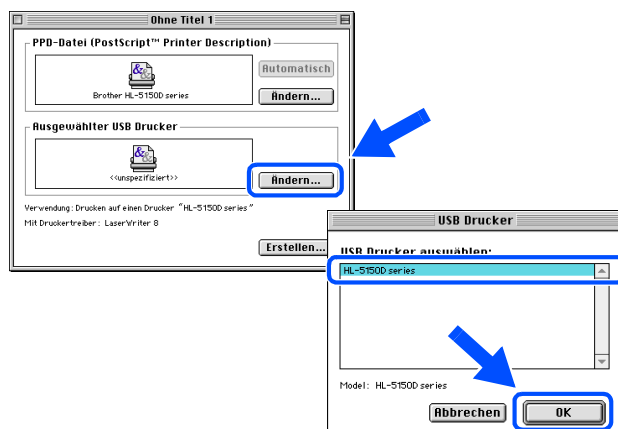 Ohne Titel 1
PPD-Datei (PostScript™ Printer Description)
Automatisch
Brother HL-5150D series
Ändern...
Ausgewählter USB Drucker
<<unspezifiziert>>
Ändern...
Verwendung: Drucken auf einen Drucker "HL-5150D series"
Mit Druckertreiber: LaserWriter 8
Erstellen...
USB Drucker
USB Drucker auswählen:
HL-5150D series
Model: HL-5150D series
Abbrechen
OK